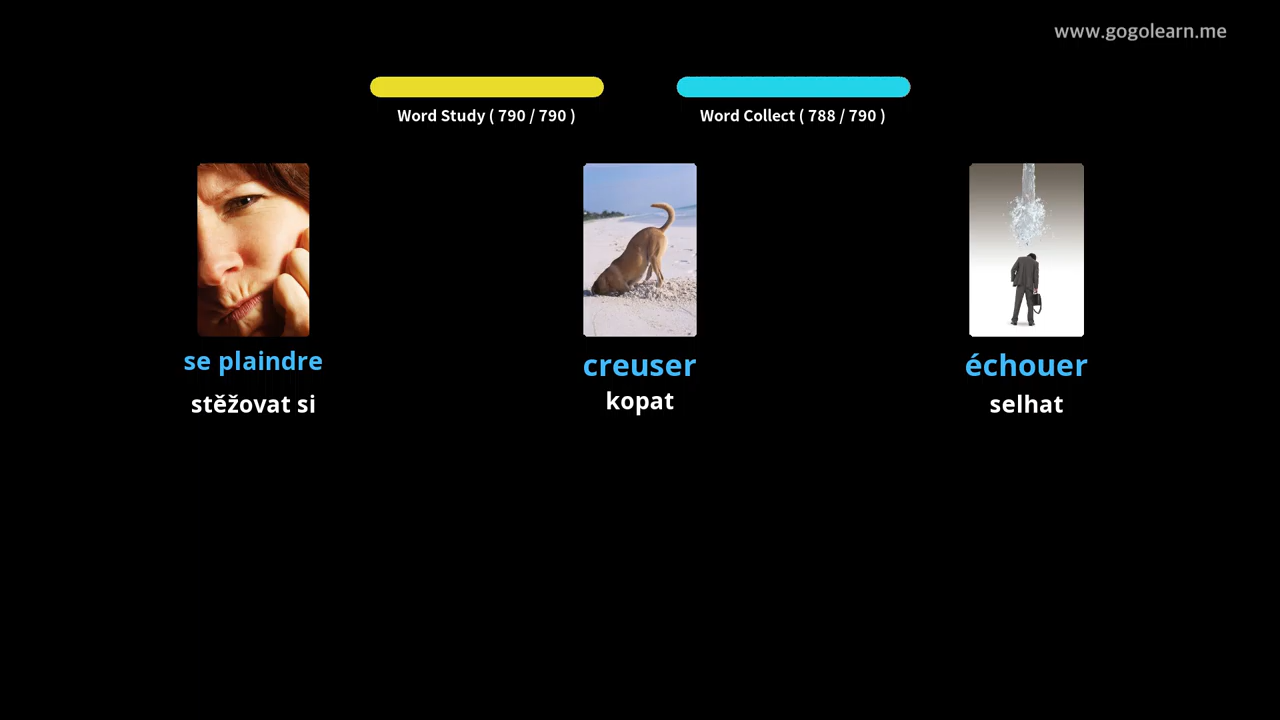 www.gogolearn.me
Word Study ( 790 / 790 )
Word Collect ( 788 / 790 )
se plaindre
creuser
échouer
stěžovat si
kopat
selhat